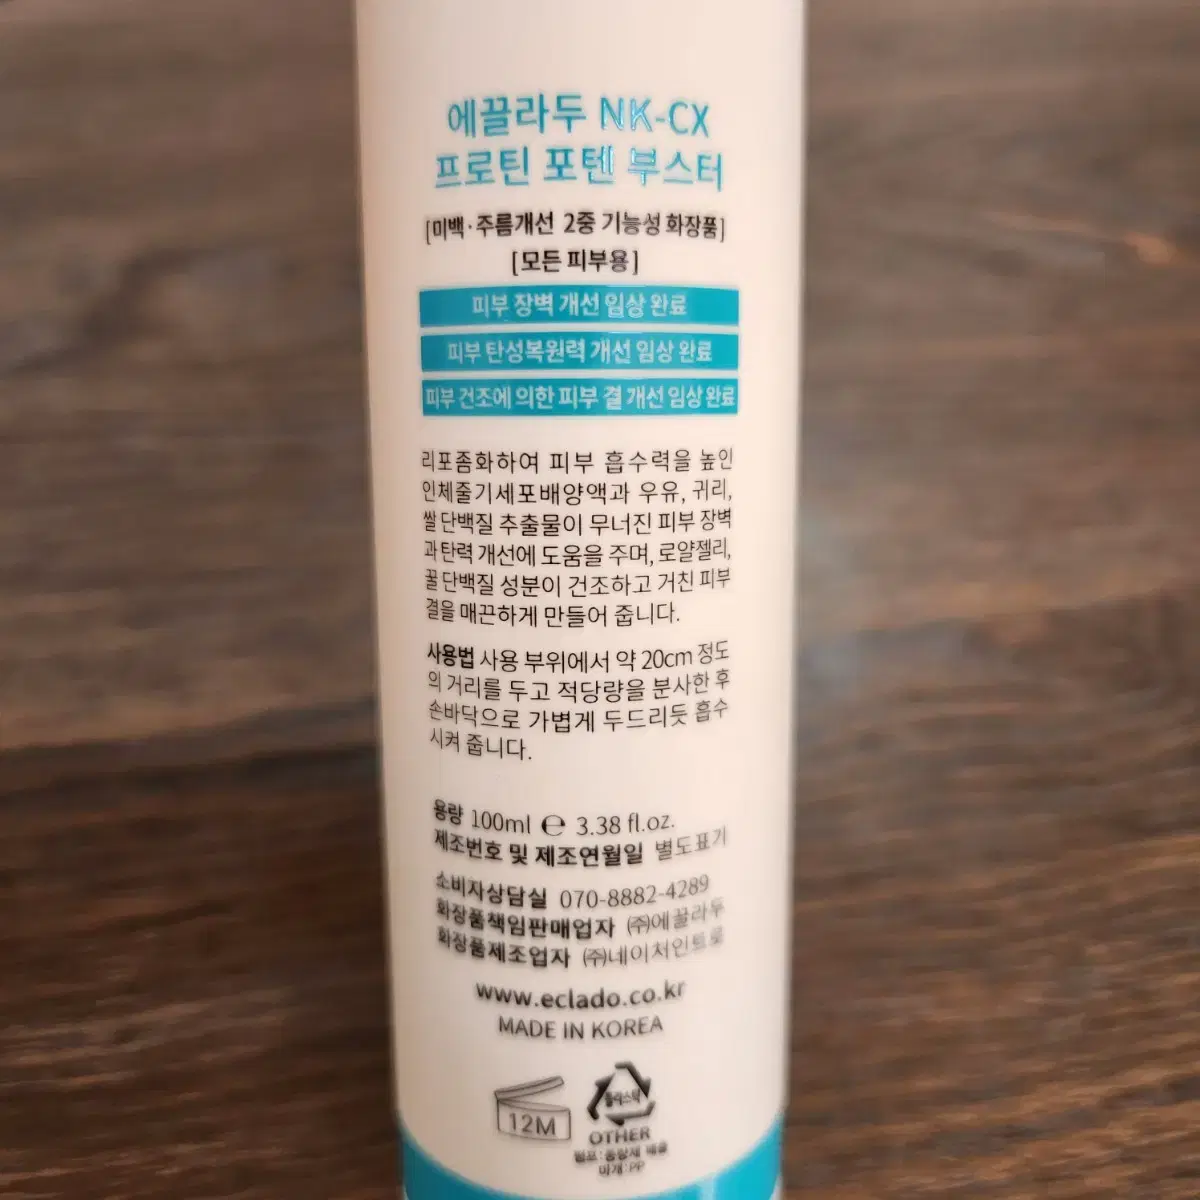 에끌라두 NK-CX
프로틴 포텐 부스터
[미백·주름개선 2중 기능성 화장품]
[모든 피부용]
피부 장벽 개선 임상 완료
피부 탄성복원력 개선 임상 완료
피부 건조에 의한 피부 결 개선 임상 완료
리포좀화하여 피부 흡수력을 높인
인체줄기세포배양액과 우유, 귀리,
쌀 단백질 추출물이 무너진 피부 장벽
과 탄력 개선에 도움을 주며, 로얄젤리,
꿀 단백질 성분이 건조하고 거친 피부
결을 매끈하게 만들어 줍니다.
사용법 사용 부위에서 약 20cm 정도
의 거리를 두고 적당량을 분사한 후
손바닥으로 가볍게 두드리듯 흡수
시켜 줍니다.
용량 100ml ℮ 3.38 fl.oz.
제조번호 및 제조연월일 별도표기
소비자상담실 070-8882-4289
화장품책임판매업자 ㈜에끌라두
화장품제조업자 ㈜네이처인트로
www.eclado.co.kr
MADE IN KOREA
12M
플라스틱
OTHER
펌프:종량제 배출
마개:PP